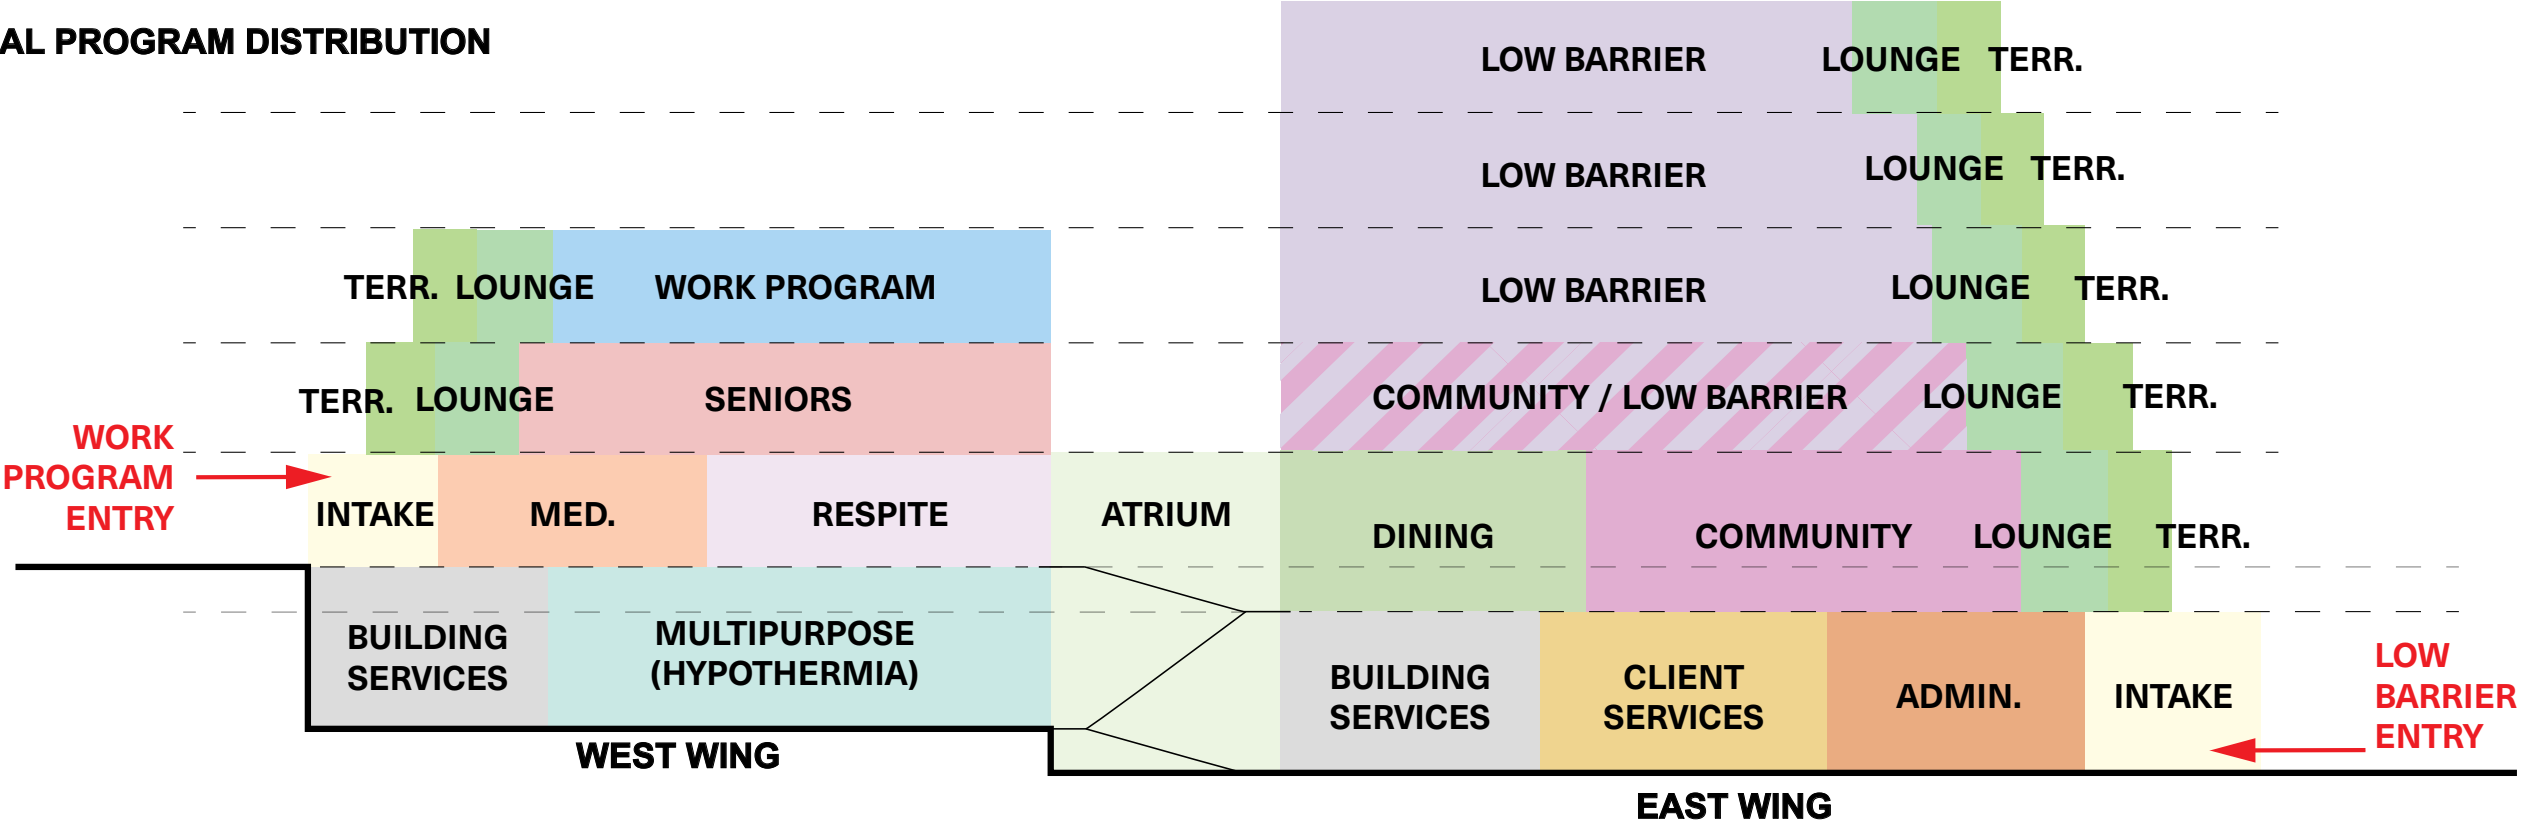 AL PROGRAM DISTRIBUTION
LOW BARRIER LOUNGE TERR.
LOW BARRIER LOUNGE TERR.
TERR. LOUNGE WORK PROGRAM LOW BARRIER LOUNGE TERR.
TERR. LOUNGE SENIORS COMMUNITY / LOW BARRIER LOUNGE TERR.
WORK
PROGRAM
ENTRY
INTAKE MED. RESPITE ATRIUM DINING COMMUNITY LOUNGE TERR.
BUILDING
SERVICES
MULTIPURPOSE
(HYPOTHERMIA)
BUILDING
SERVICES
CLIENT
SERVICES
ADMIN.
INTAKE
LOW
BARRIER
ENTRY
WEST WING
EAST WING